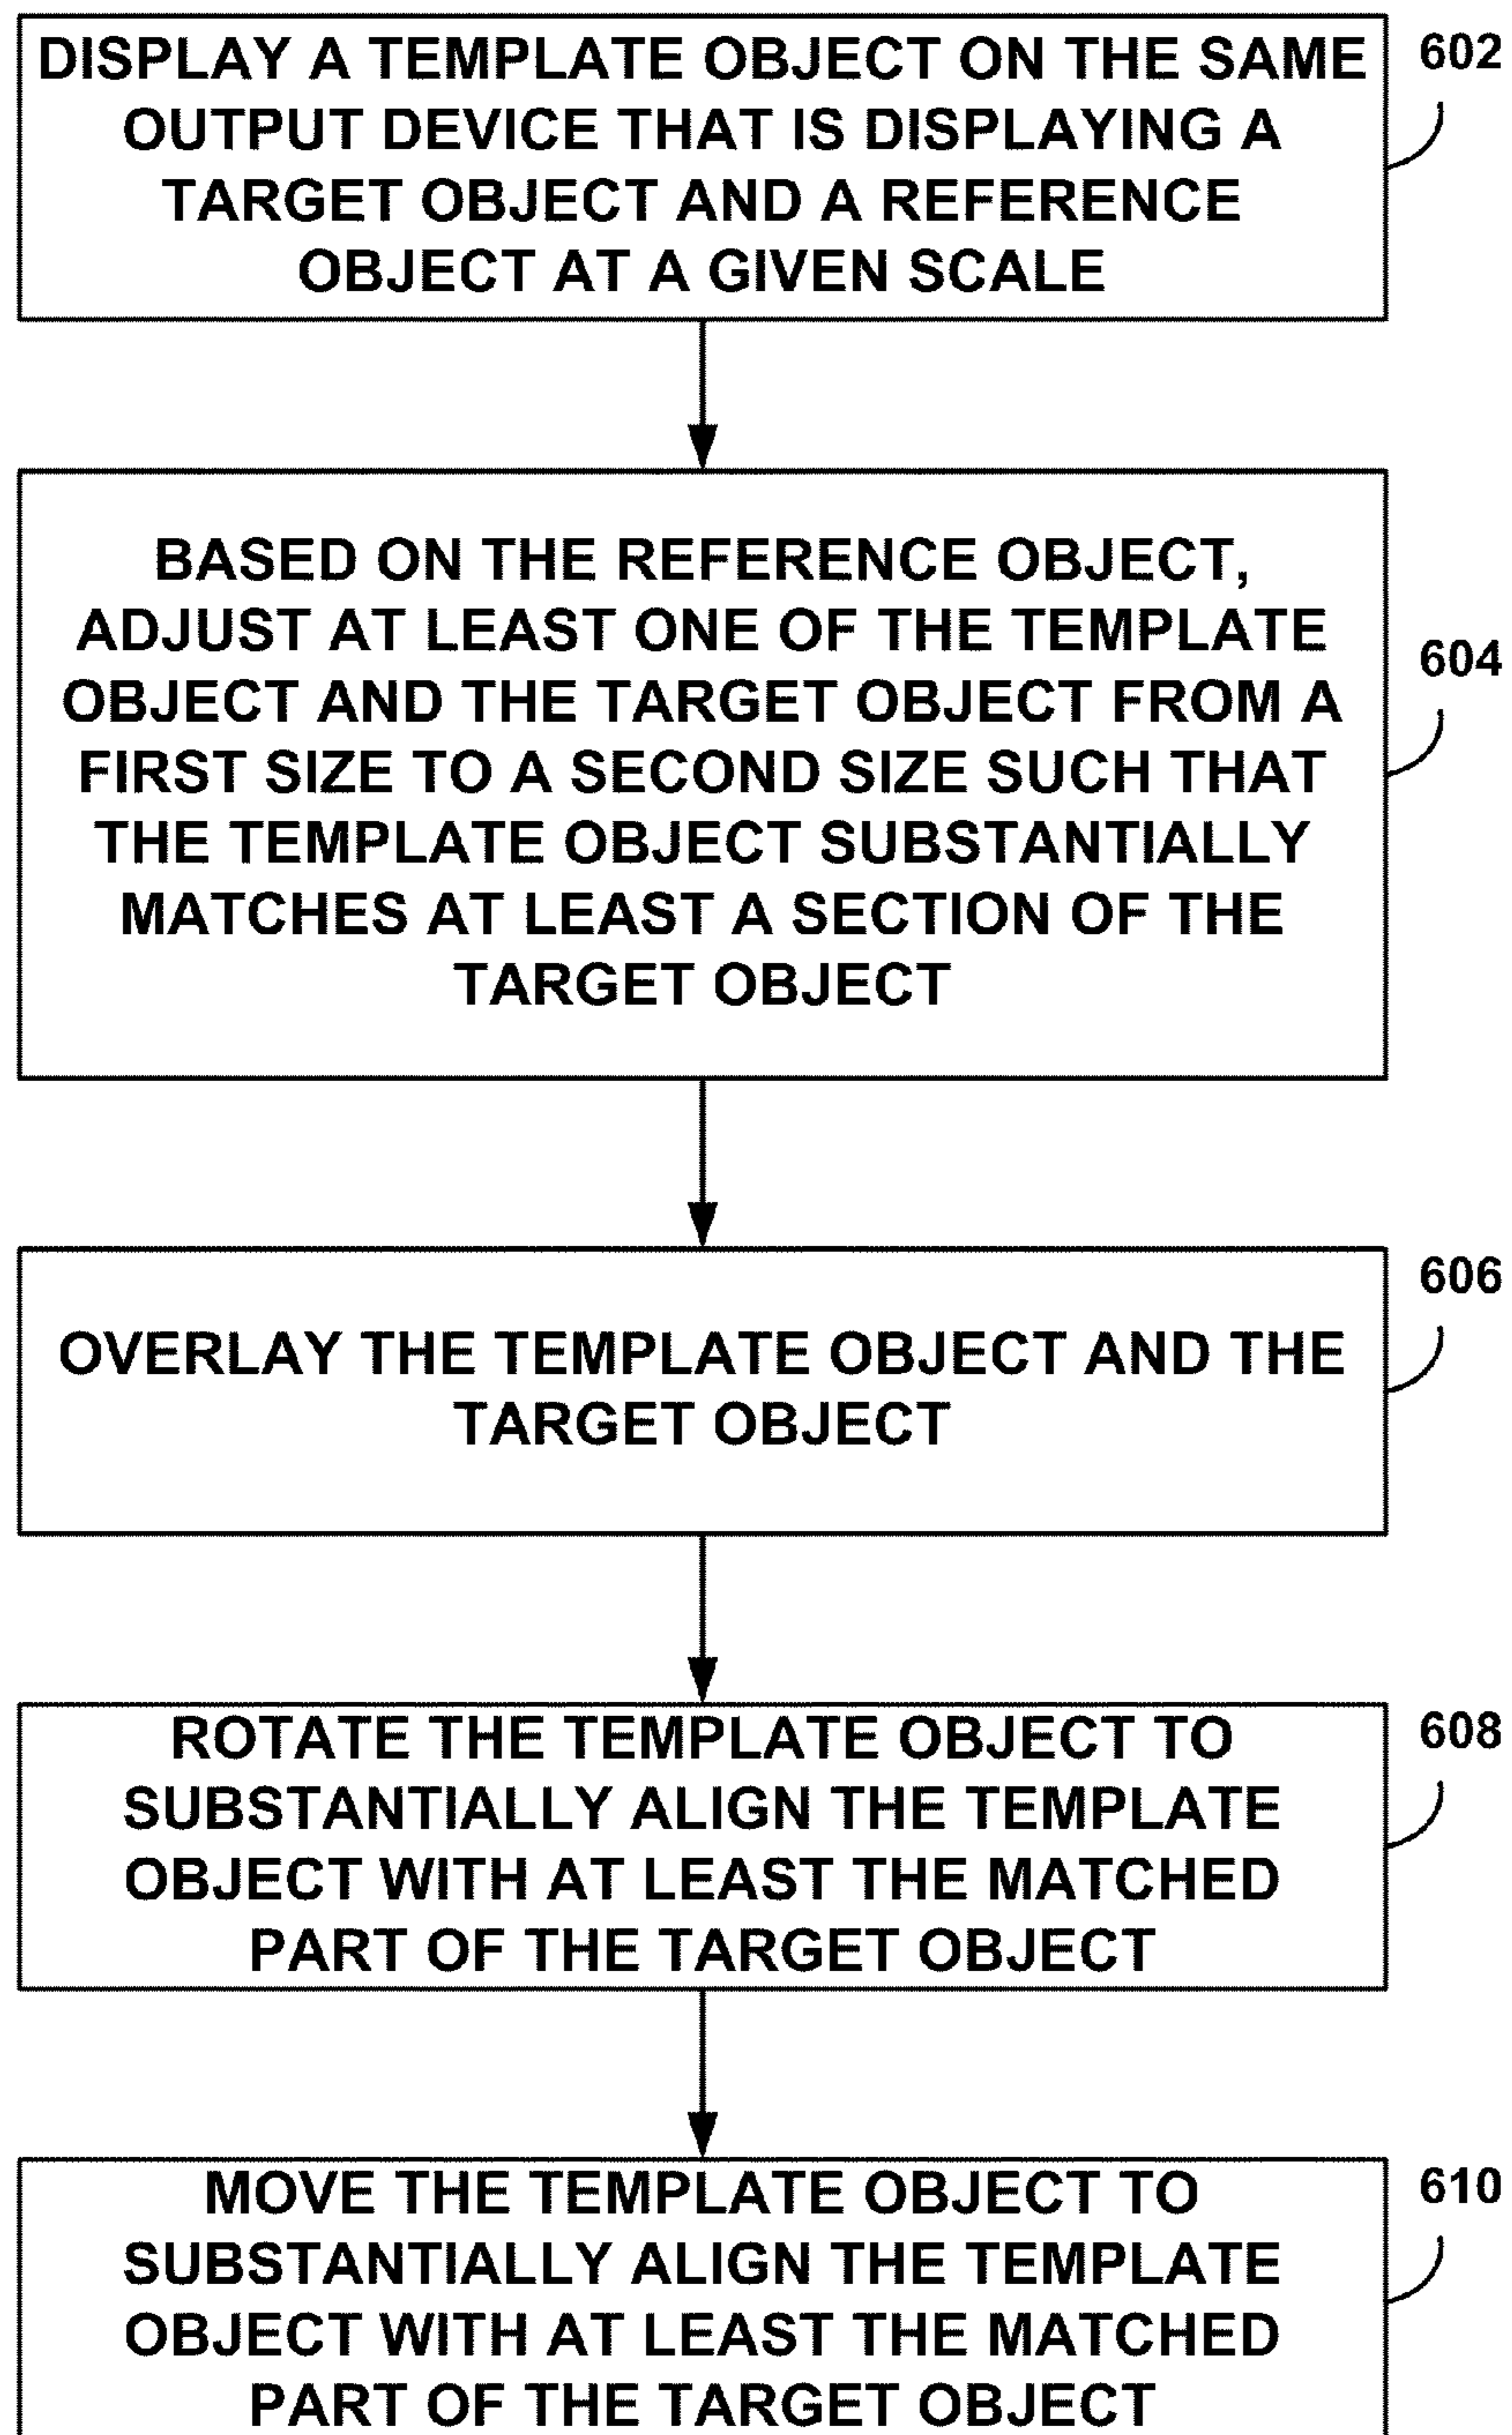 DISPLAY A TEMPLATE OBJECT ON THE SAME
OUTPUT DEVICE THAT IS DISPLAYING A
TARGET OBJECT AND A REFERENCE
OBJECT AT A GIVEN SCALE
602
BASED ON THE REFERENCE OBJECT,
ADJUST AT LEAST ONE OF THE TEMPLATE
OBJECT AND THE TARGET OBJECT FROM A
FIRST SIZE TO A SECOND SIZE SUCH THAT
THE TEMPLATE OBJECT SUBSTANTIALLY
MATCHES AT LEAST A SECTION OF THE
TARGET OBJECT
604
OVERLAY THE TEMPLATE OBJECT AND THE
TARGET OBJECT
606
ROTATE THE TEMPLATE OBJECT TO
SUBSTANTIALLY ALIGN THE TEMPLATE
OBJECT WITH AT LEAST THE MATCHED
PART OF THE TARGET OBJECT
608
MOVE THE TEMPLATE OBJECT TO
SUBSTANTIALLY ALIGN THE TEMPLATE
OBJECT WITH AT LEAST THE MATCHED
PART OF THE TARGET OBJECT
610